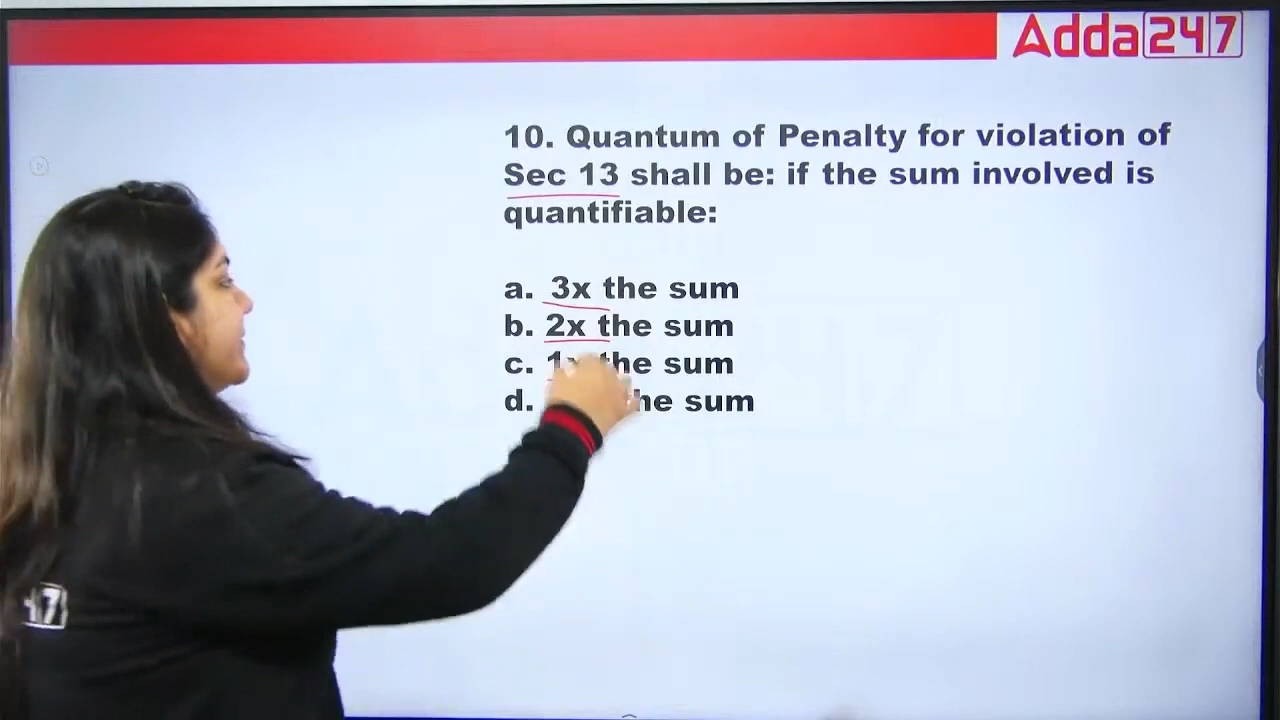 Adda247
10. Quantum of Penalty for violation of
Sec 13 shall be: if the sum involved is
quantifiable:
a. 3x the sum
b. 2x the sum
c. the sum
d. sum
47